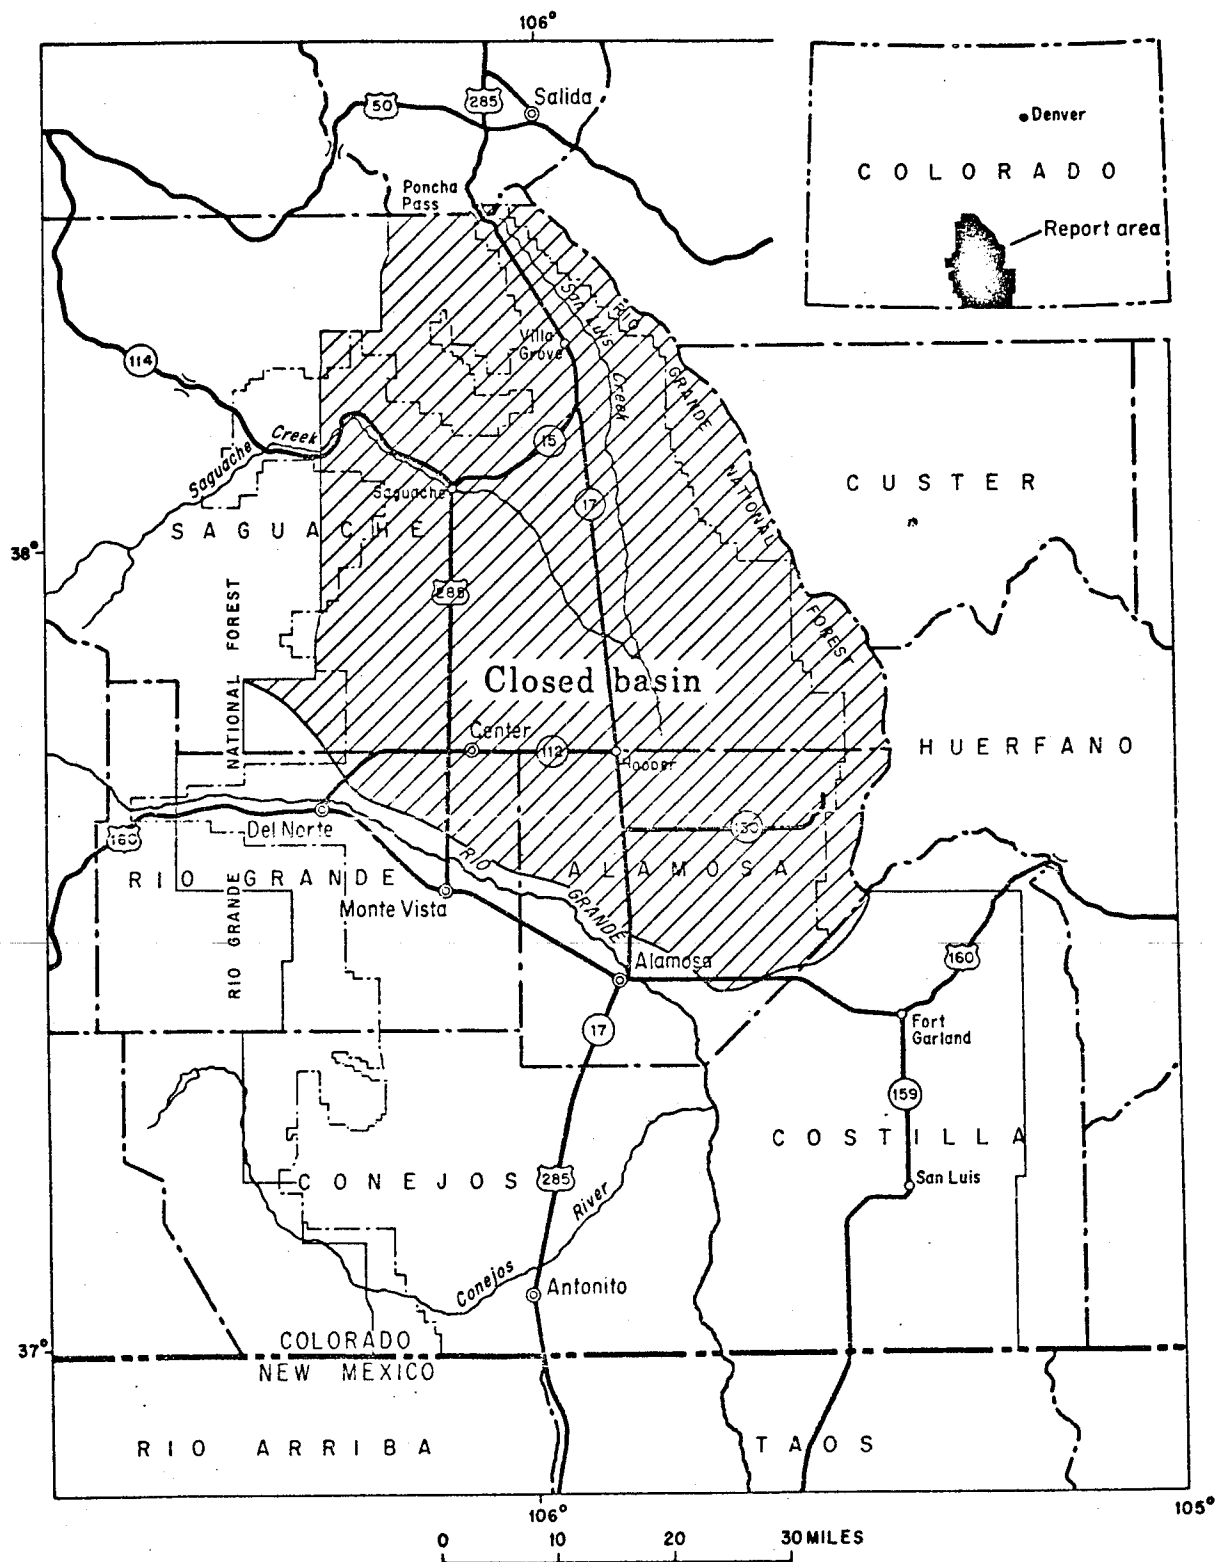 106°
50
285
Salida
Denver
COLORADO
Report area
Poncha
Pass
San Luis
Creek
RIO
GRANDE
NATIONAL
FOREST
Villa
Grove
114
15
Saguache
Creek
Saguache
17
CUSTER
SAGUACHE
38°
285
NATIONAL FOREST
Closed basin
Center
112
Hooper
HUERFANO
Del Norte
160
150
RIO
GRANDE
ALAMOSA
RIO GRANDE
Monte Vista
RIO GRANDE
Alamosa
160
17
Fort
Garland
159
COSTILLA
CONEJOS
285
San Luis
River
Conejos
Antonito
37°
COLORADO
NEW MEXICO
RIO ARRIBA
TAOS
106°
105°
0 10 20 30 MILES